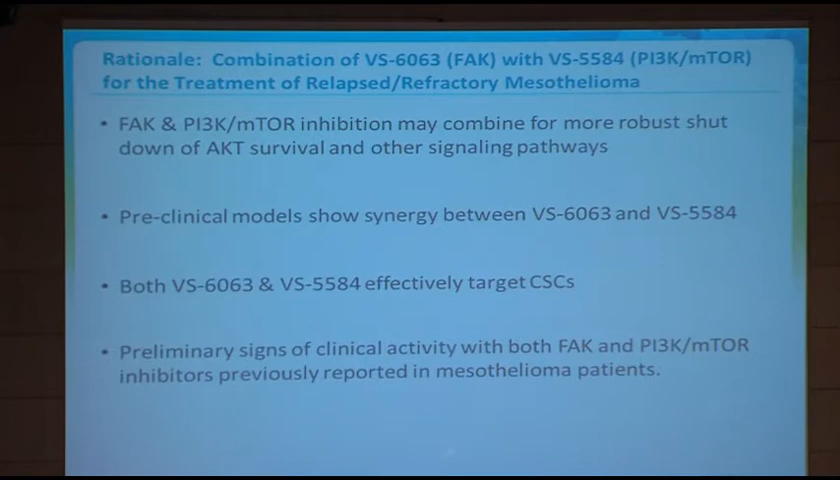 Rationale: Combination of VS-6063 (FAK) with VS-5584 (PI3K/mTOR)
for the Treatment of Relapsed/Refractory Mesothelioma
• FAK & PI3K/mTOR inhibition may combine for more robust shut
down of AKT survival and other signaling pathways
• Pre-clinical models show synergy between VS-6063 and VS-5584
• Both VS-6063 & VS-5584 effectively target CSCs
• Preliminary signs of clinical activity with both FAK and PI3K/mTOR
inhibitors previously reported in mesothelioma patients.